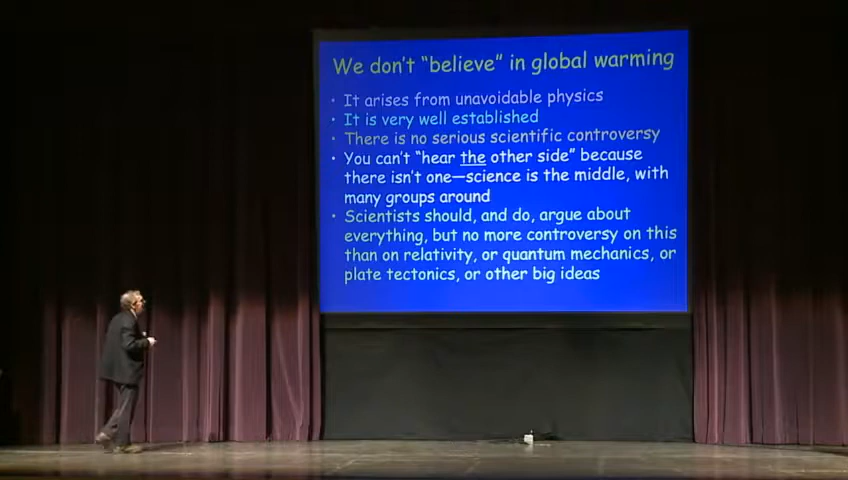 We don't “believe” in global warming
• It arises from unavoidable physics
• It is very well established
• There is no serious scientific controversy
• You can't “hear the other side” because
there isn't one—science is the middle, with
many groups around
• Scientists should, and do, argue about
everything, but no more controversy on this
than on relativity, or quantum mechanics, or
plate tectonics, or other big ideas